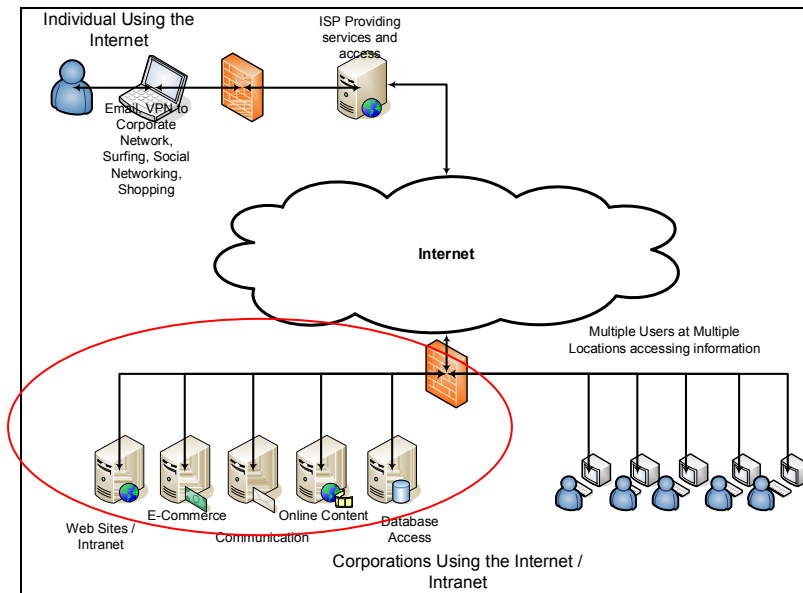 Individual Using the
Internet
ISP Providing
services and
access
Email, VPN to
Corporate
Network,
Surfing, Social
Networking,
Shopping
Internet
Multiple Users at Multiple
Locations accessing information
Web Sites /
Intranet
E-Commerce
Communication
Online Content
Database
Access
Corporations Using the Internet /
Intranet